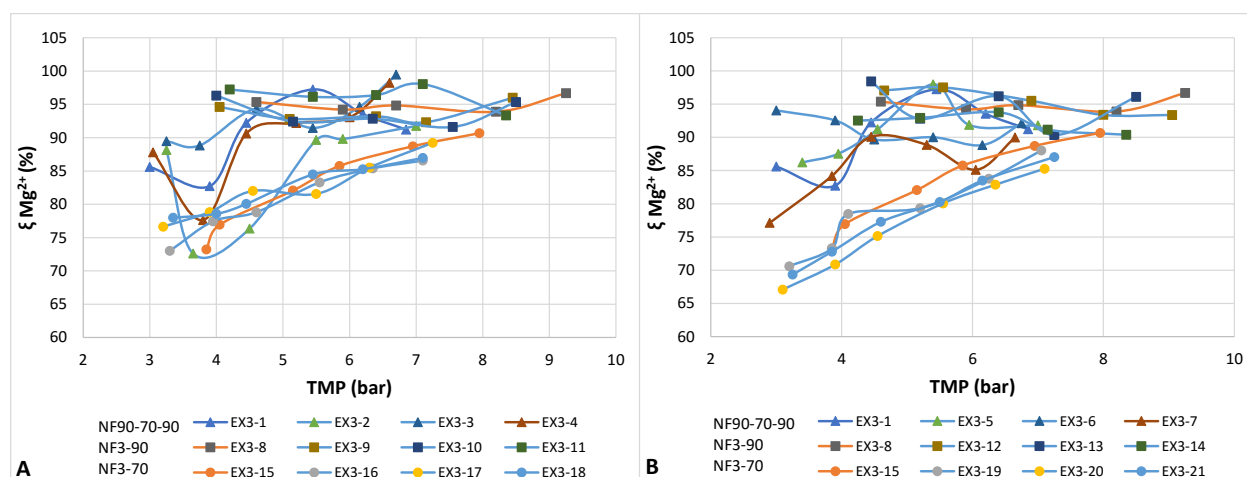 105
100
95
90
85
80
75
70
65
60
ξ Mg²⁺ (%)
2 3 4 5 6 7 8 9 10
TMP (bar)
NF90-70-90 EX3-1 EX3-2 EX3-3 EX3-4
NF3-90 EX3-8 EX3-9 EX3-10 EX3-11
NF3-70 EX3-15 EX3-16 EX3-17 EX3-18
A
105
100
95
90
85
80
75
70
65
60
ξ Mg²⁺ (%)
2 4 6 8 10
TMP (bar)
NF90-70-90 EX3-1 EX3-5 EX3-6 EX3-7
NF3-90 EX3-8 EX3-12 EX3-13 EX3-14
NF3-70 EX3-15 EX3-19 EX3-20 EX3-21
B